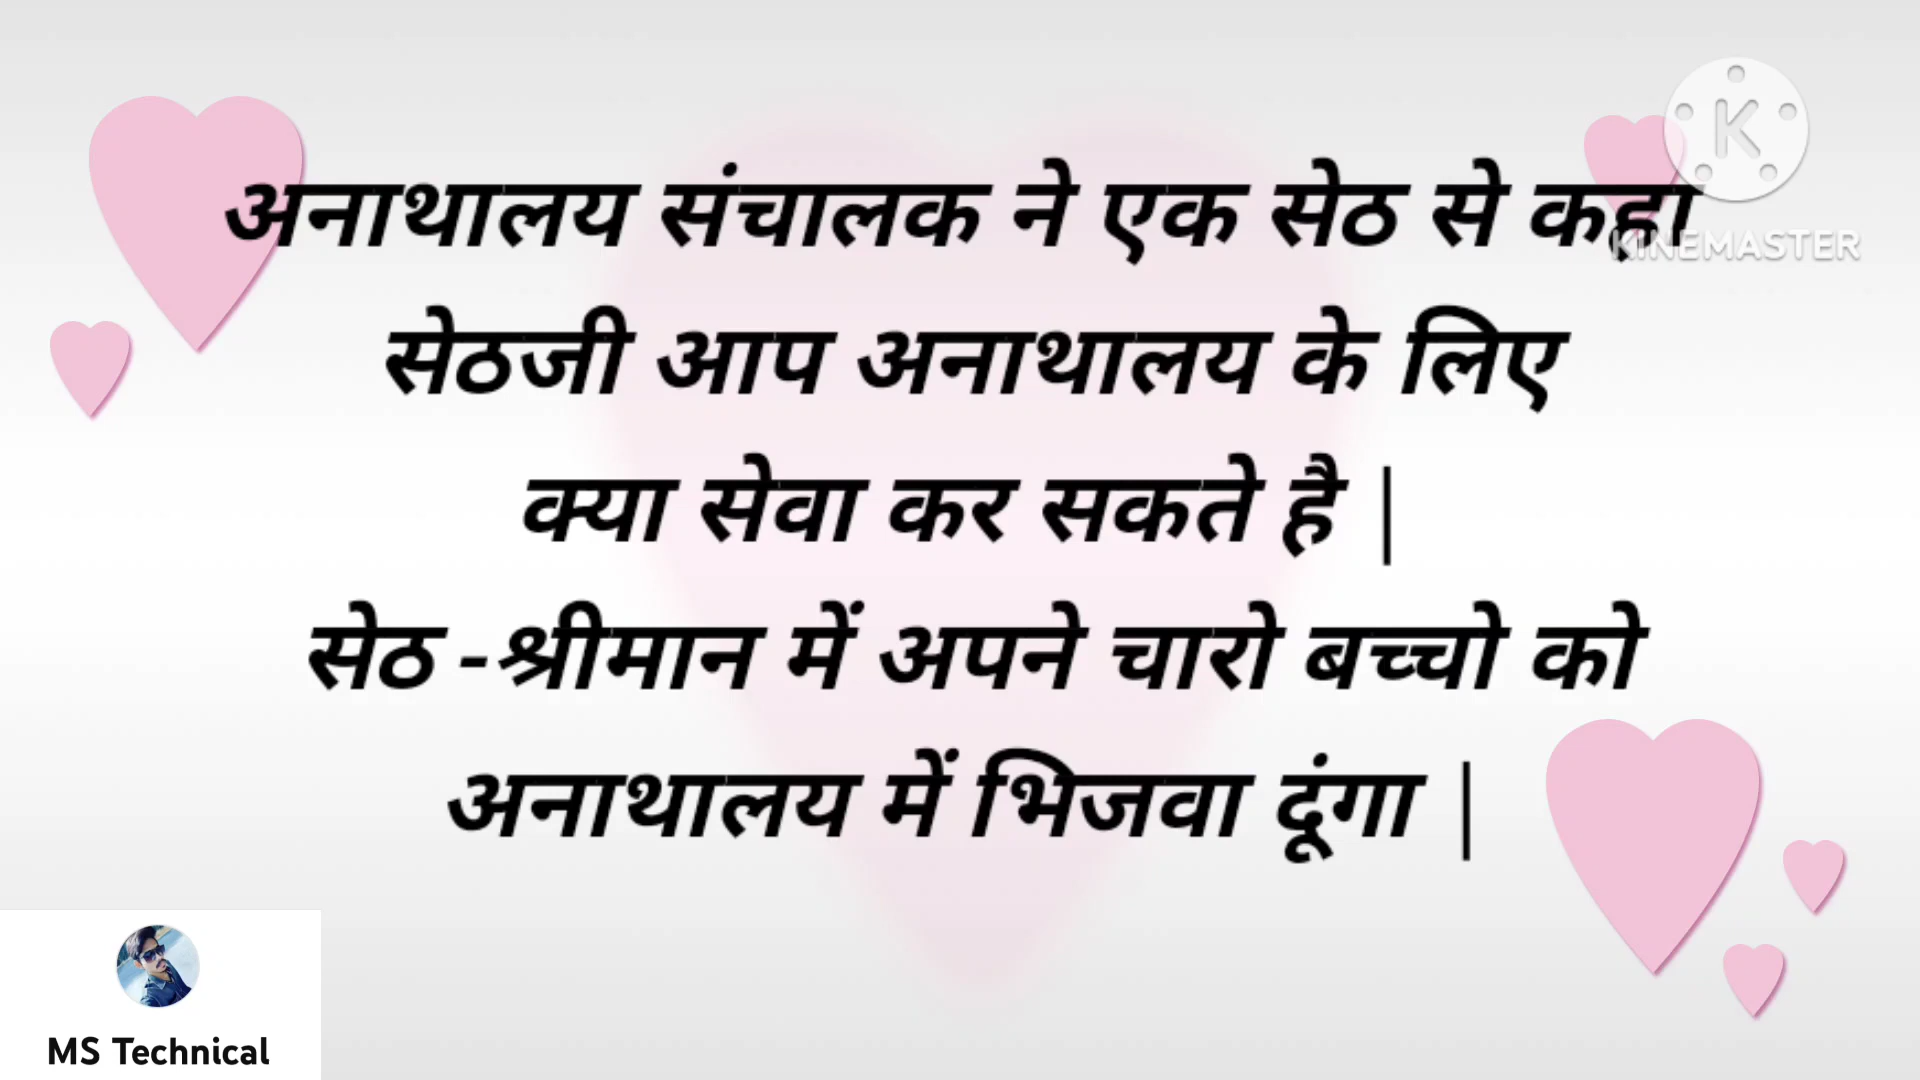 अनाथालय संचालक ने एक सेठ से कहा
सेठजी आप अनाथालय के लिए
क्या सेवा कर सकते है |
सेठ -श्रीमान में अपने चारो बच्चो को
अनाथालय में भिजवा दूंगा |
K
KINEMASTER
MS Technical